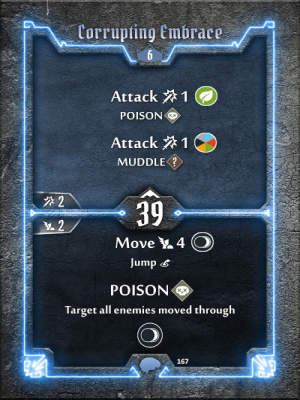 Corrupting Embrace
6
Attack 1
POISON
Attack 1
MUDDLE ?
2
39
2
Move 4
Jump
POISON
Target all enemies moved through
167